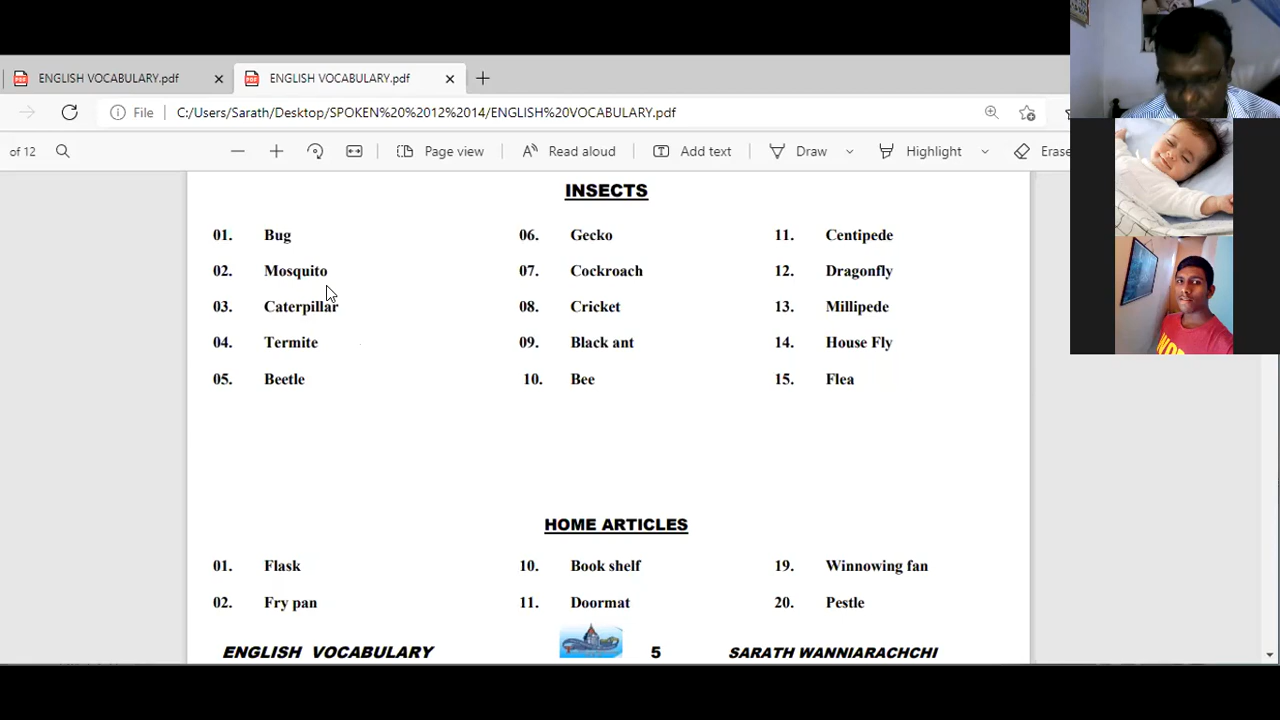 ENGLISH VOCABULARY.pdf
ENGLISH VOCABULARY.pdf
File
C:/Users/Sarath/Desktop/SPOKEN%20%2012%2014/ENGLISH%20VOCABULARY.pdf
of 12
Page view
Read aloud
Add text
Draw
Highlight
Erase
INSECTS
01. Bug 06. Gecko 11. Centipede
02. Mosquito 07. Cockroach 12. Dragonfly
03. Caterpillar 08. Cricket 13. Millipede
04. Termite 09. Black ant 14. House Fly
05. Beetle 10. Bee 15. Flea
HOME ARTICLES
01. Flask 10. Book shelf 19. Winnowing fan
02. Fry pan 11. Doormat 20. Pestle
ENGLISH VOCABULARY 5 SARATH WANNIARACHCHI